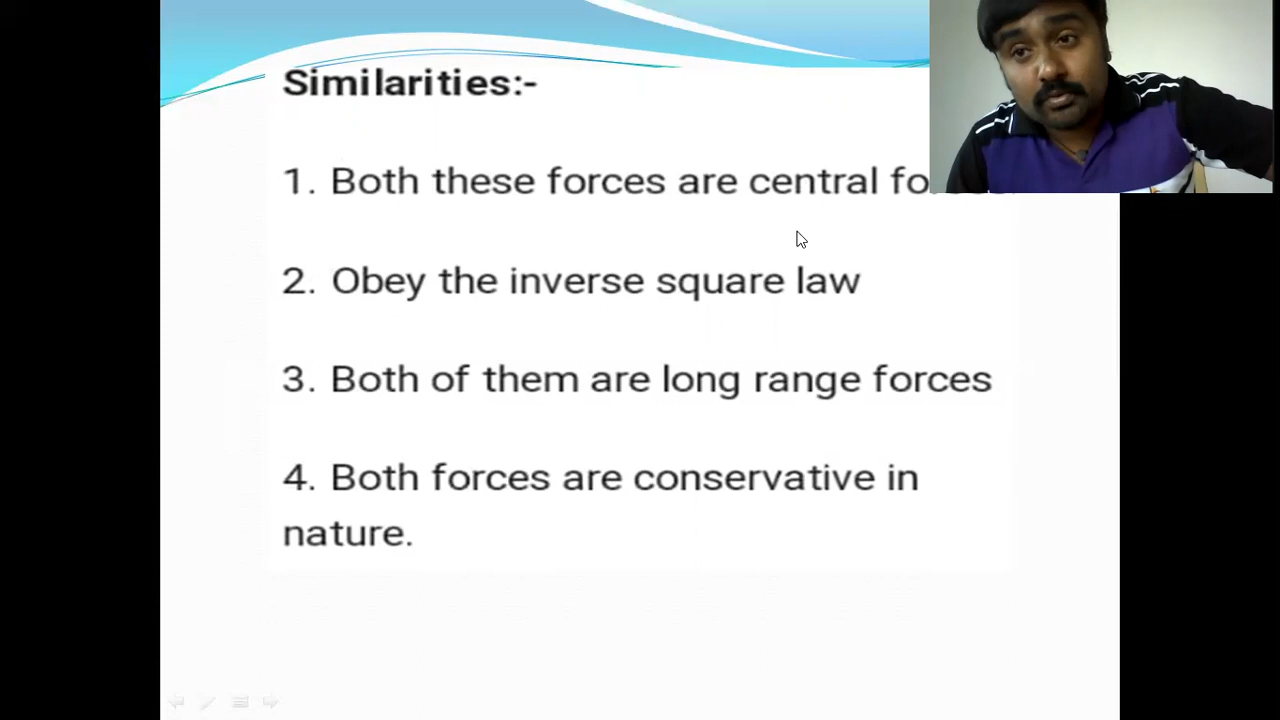 Similarities:-
1. Both these forces are central
2. Obey the inverse square law
3. Both of them are long range forces
4. Both forces are conservative in
nature.